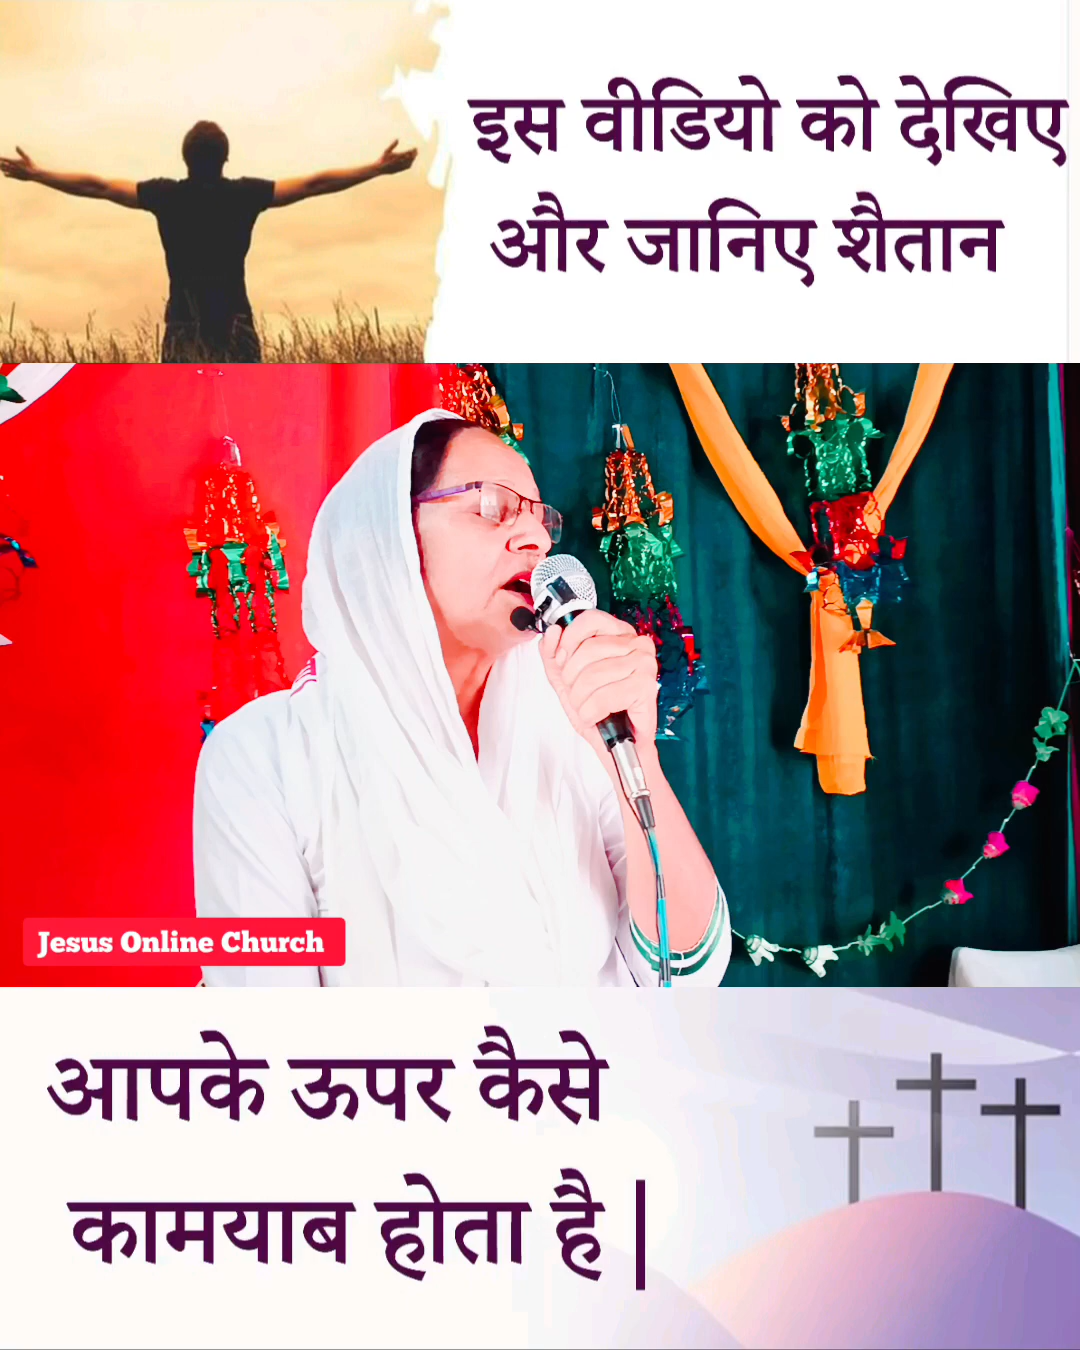 इस वीडियो को देखिए
और जानिए शैतान
Jesus Online Church
आपके ऊपर कैसे
कामयाब होता है |